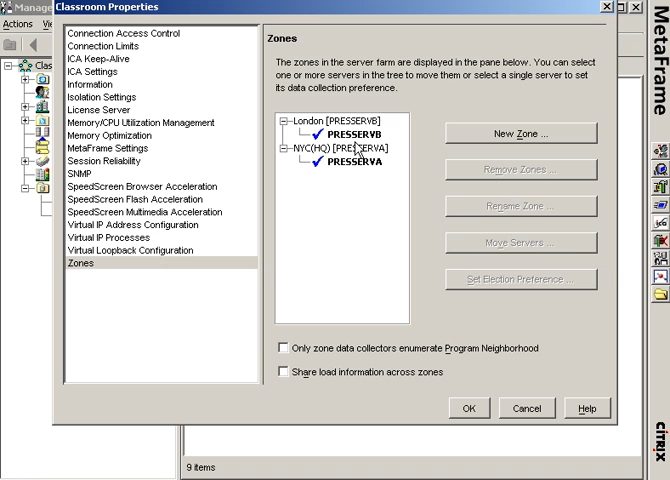 Manage
Classroom Properties
Actions
Vi
Clas
Connection Access Control
Connection Limits
ICA Keep-Alive
ICA Settings
Information
Isolation Settings
License Server
Memory/CPU Utilization Management
Memory Optimization
MetaFrame Settings
Session Reliability
SNMP
SpeedScreen Browser Acceleration
SpeedScreen Flash Acceleration
SpeedScreen Multimedia Acceleration
Virtual IP Address Configuration
Virtual IP Processes
Virtual Loopback Configuration
Zones
Zones
The zones in the server farm are displayed in the pane below. You can select
one or more servers in the tree to move them or select a single server to set
its data collection preference.
London [PRESSERVB]
PRESSERVB
NYC(HQ) [PRESSERVA]
PRESSERVA
New Zone ...
Remove Zones ...
Rename Zone ...
Move Servers ...
Set Election Preference ...
Only zone data collectors enumerate Program Neighborhood
Share load information across zones
OK
Cancel
Help
9 items
MetaFrame
ica
CITRIX